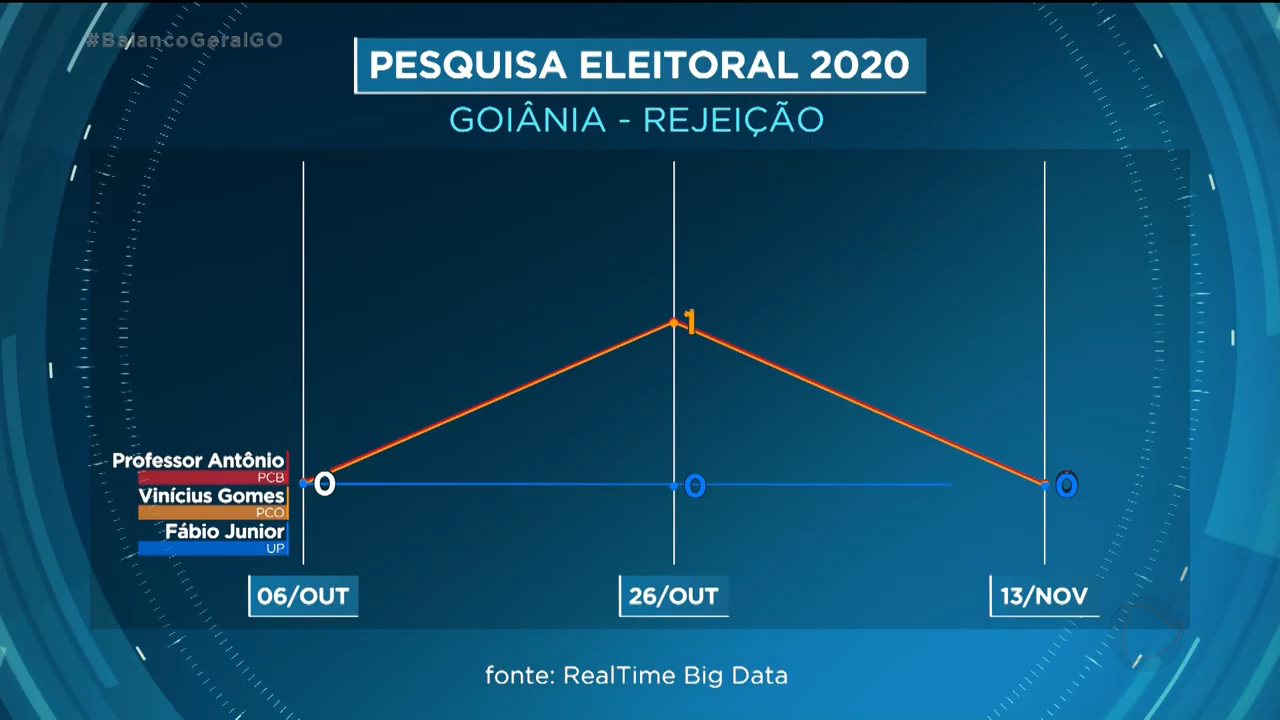 #BalancoGeralGO
PESQUISA ELEITORAL 2020
GOIÂNIA - REJEIÇÃO
1
Professor Antônio
PCB
Vinícius Gomes
PCO
Fábio Junior
UP
0
0
0
06/OUT
26/OUT
13/NOV
fonte: RealTime Big Data